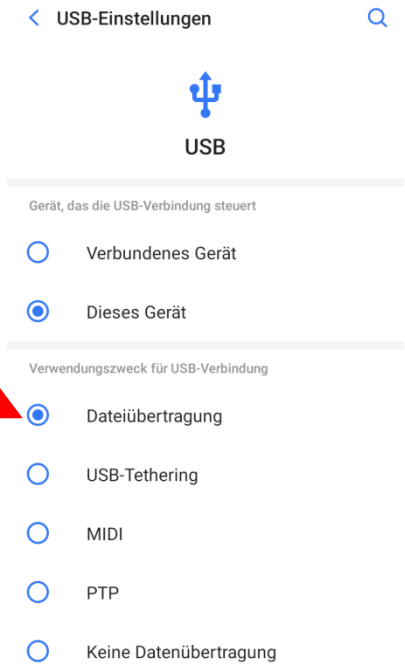 USB-Einstellungen
USB
Gerät, das die USB-Verbindung steuert
Verbundenes Gerät
Dieses Gerät
Verwendungszweck für USB-Verbindung
Dateiübertragung
USB-Tethering
MIDI
PTP
Keine Datenübertragung